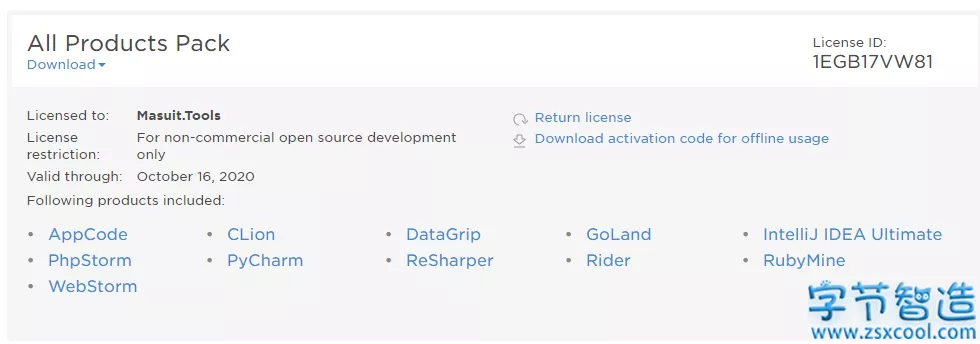 All Products Pack
Download
License ID:
1EGB17VW81
Licensed to: Masuit.Tools
License restriction: For non-commercial open source development only
Valid through: October 16, 2020
Following products included:
Return license
Download activation code for offline usage
• AppCode • CLion • DataGrip • GoLand • IntelliJ IDEA Ultimate
• PhpStorm • PyCharm • ReSharper • Rider • RubyMine
• WebStorm
字节智造
www.zsxcool.com